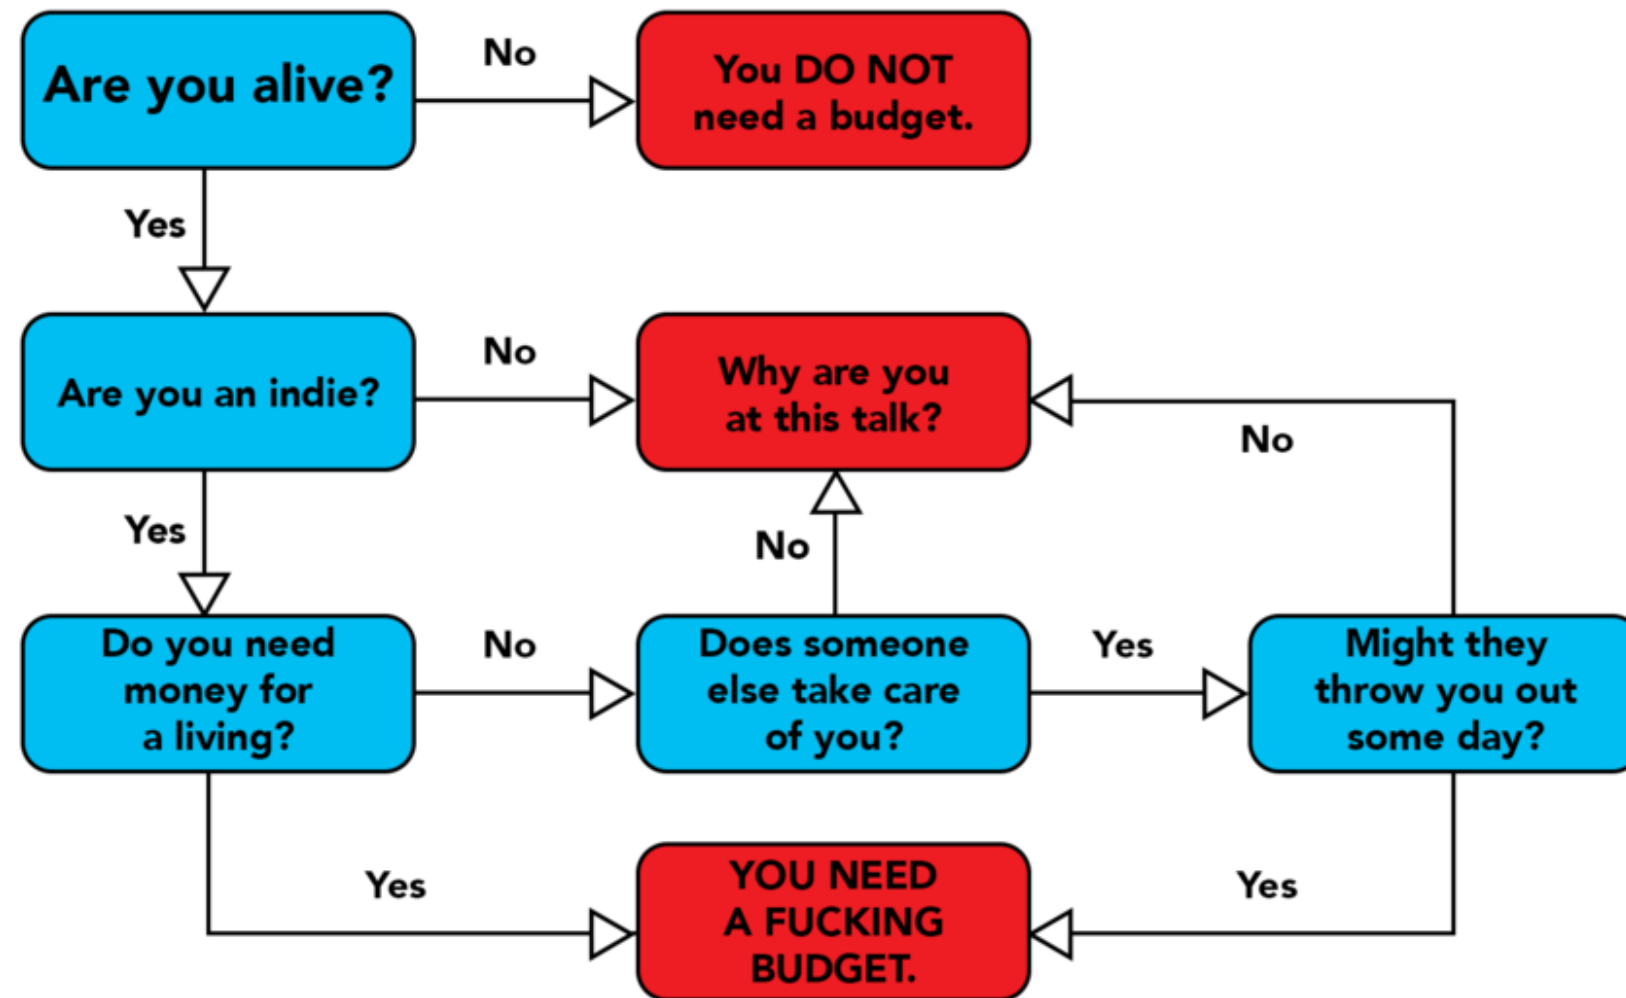 Are you alive?
No
You DO NOT
need a budget.
Yes
Are you an indie?
No
Why are you
at this talk?
No
Yes
No
Do you need
money for
a living?
No
Does someone
else take care
of you?
Yes
Might they
throw you out
some day?
Yes
YOU NEED
A FUCKING
BUDGET.
Yes